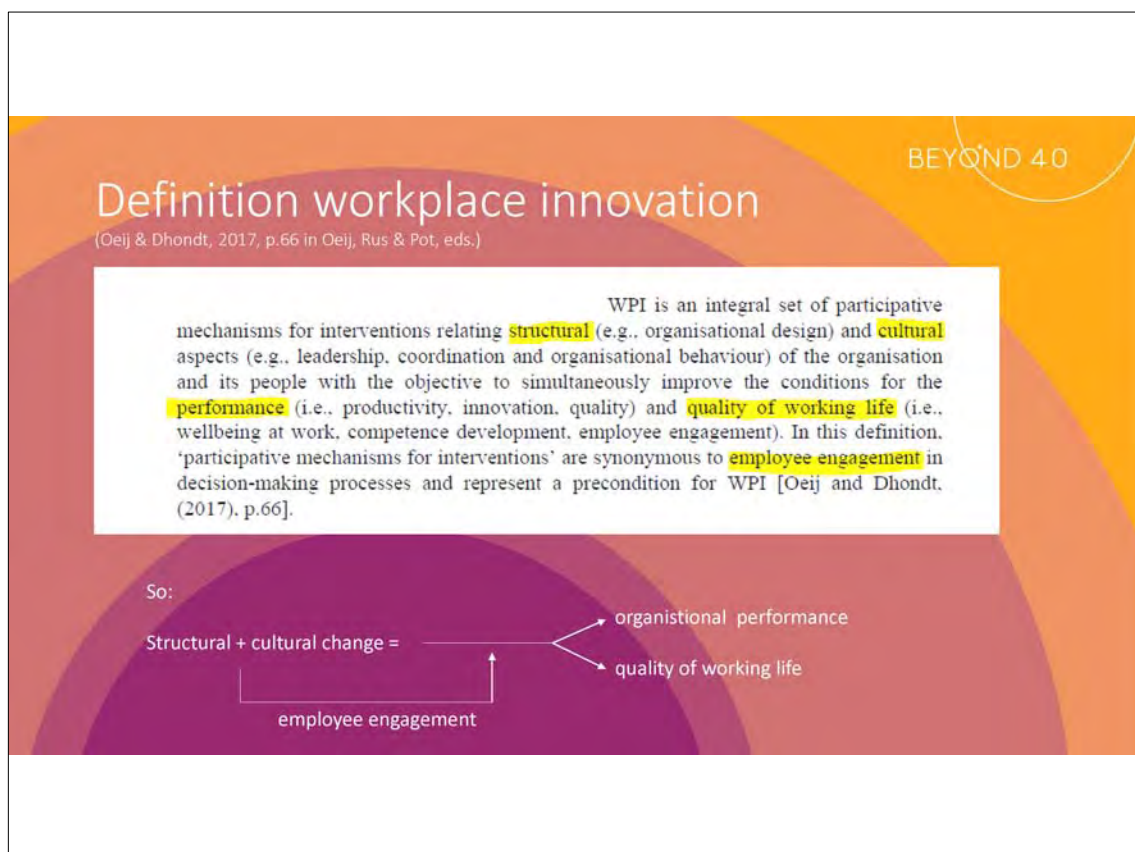 BEYOND 4.0
Definition workplace innovation
(Oeij & Dhondt, 2017, p.66 in Oeij, Rus & Pot, eds.)
WPI is an integral set of participative
mechanisms for interventions relating structural (e.g., organisational design) and cultural
aspects (e.g., leadership, coordination and organisational behaviour) of the organisation
and its people with the objective to simultaneously improve the conditions for the
performance (i.e., productivity, innovation, quality) and quality of working life (i.e.,
wellbeing at work, competence development, employee engagement). In this definition,
‘participative mechanisms for interventions’ are synonymous to employee engagement in
decision-making processes and represent a precondition for WPI [Oeij and Dhondt,
(2017), p.66].
So:
organistional performance
Structural + cultural change =
quality of working life
employee engagement